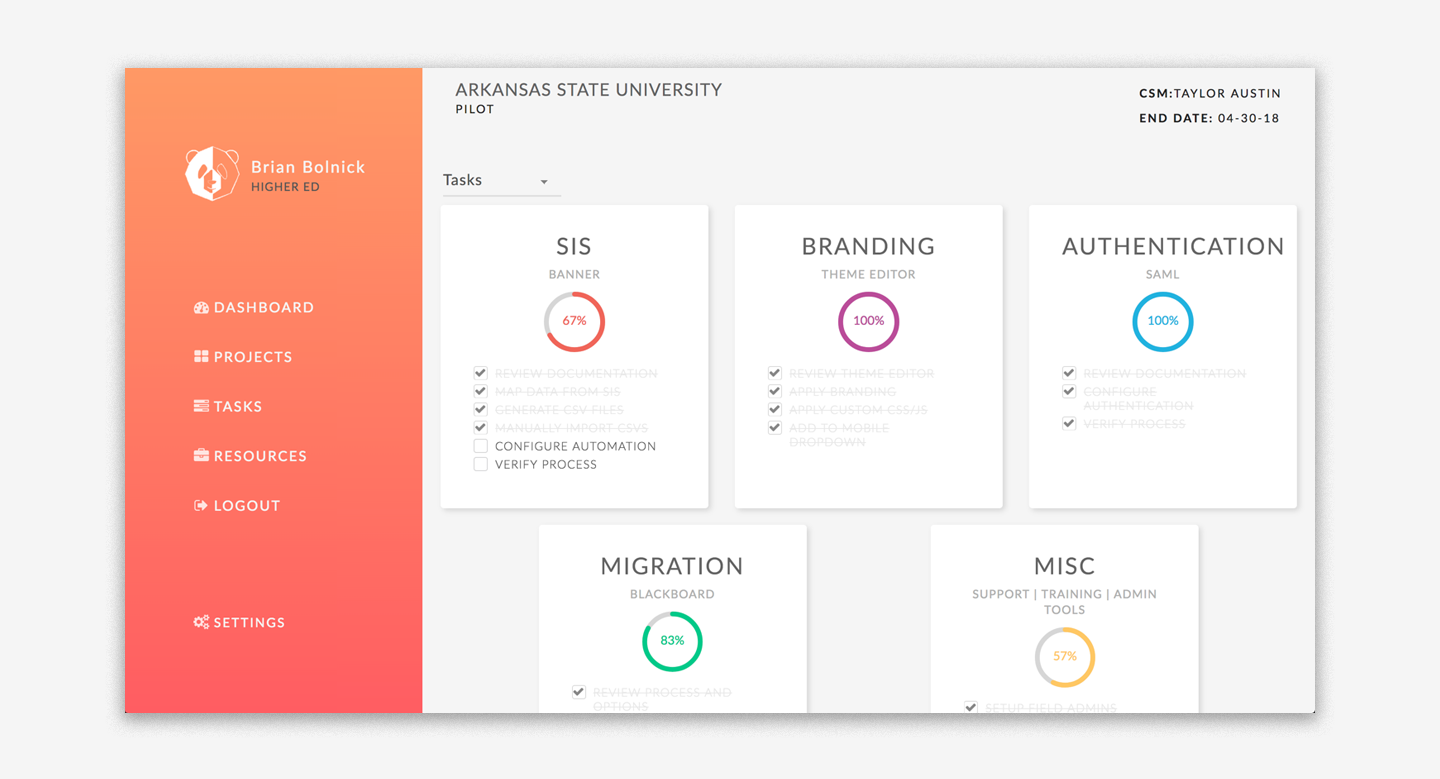 Brian Bolnick
HIGHER ED
DASHBOARD
PROJECTS
TASKS
RESOURCES
LOGOUT
SETTINGS
ARKANSAS STATE UNIVERSITY
PILOT
CSM:TAYLOR AUSTIN
END DATE: 04-30-18
Tasks
SIS
BANNER
67%
REVIEW DOCUMENTATION
MAP DATA FROM SIS
GENERATE CSV FILES
MANUALLY IMPORT CSVS
CONFIGURE AUTOMATION
VERIFY PROCESS
BRANDING
THEME EDITOR
100%
REVIEW THEME EDITOR
APPLY BRANDING
APPLY CUSTOM CSS/JS
ADD TO MOBILE
DROPDOWN
AUTHENTICATION
SAML
100%
REVIEW DOCUMENTATION
CONFIGURE
AUTHENTICATION
VERIFY PROCESS
MIGRATION
BLACKBOARD
83%
REVIEW PROCESS AND
OPTIONS
MISC
SUPPORT | TRAINING | ADMIN
TOOLS
57%
SETUP FIELD ADMINS